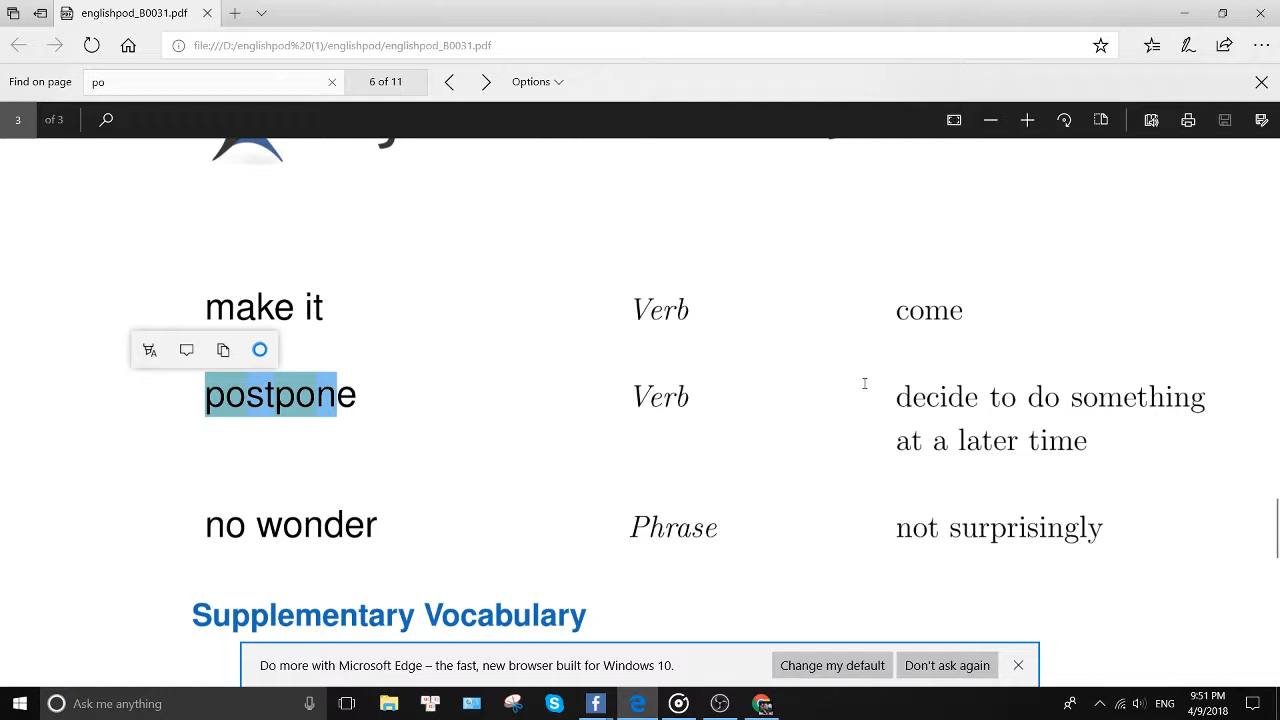 englishpod_B0031.pdf
file:///D:/englishpod%20(1)/englishpod/englishpod_B0031.pdf
Find on page po 6 of 11 Options
3 of 3
make it Verb come
postpone Verb decide to do something
at a later time
no wonder Phrase not surprisingly
Supplementary Vocabulary
Do more with Microsoft Edge – the fast, new browser built for Windows 10. Change my default Don't ask again
Ask me anything ENG 9:51 PM
4/9/2018